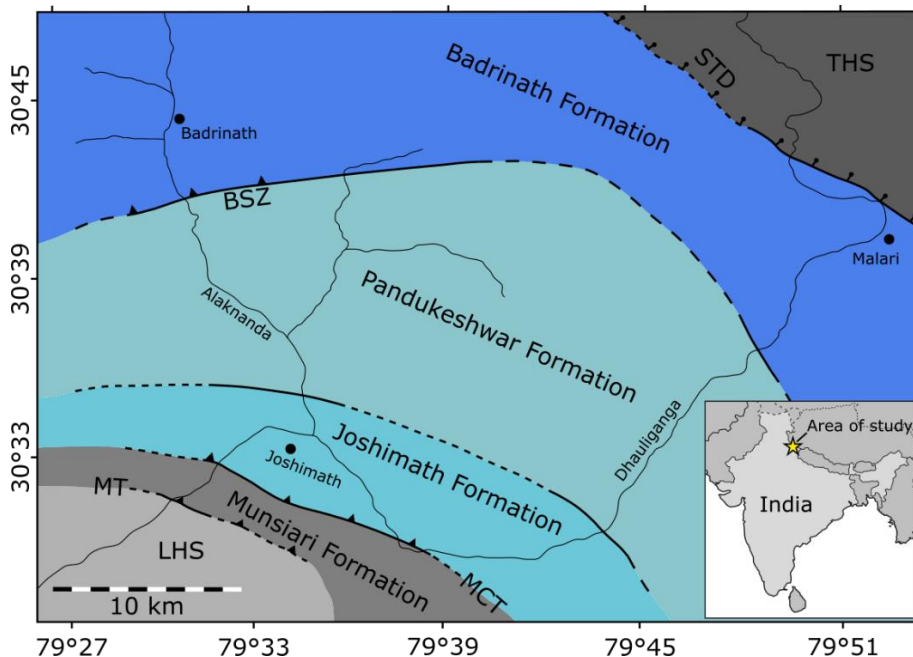 30°45
30°39
30°33
Badrinath Formation
STD
THS
Badrinath
BSZ
Malari
Alaknanda
Pandukeshwar Formation
Dhauliganga
Joshimath Formation
Joshimath
MT
Munsiari Formation
MCT
LHS
10 km
Area of study
India
79°27
79°33
79°39
79°45
79°51